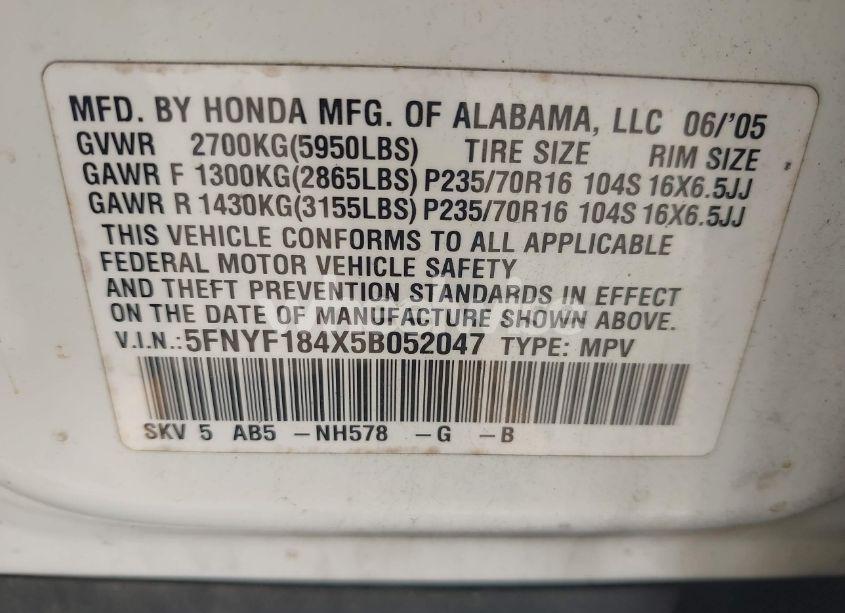 MFD. BY HONDA MFG. OF ALABAMA, LLC 06/'05
GVWR 2700KG(5950LBS) TIRE SIZE RIM SIZE
GAWR F 1300KG(2865LBS) P235/70R16 104S 16X6.5JJ
GAWR R 1430KG(3155LBS) P235/70R16 104S 16X6.5JJ
THIS VEHICLE CONFORMS TO ALL APPLICABLE
FEDERAL MOTOR VEHICLE SAFETY
AND THEFT PREVENTION STANDARDS IN EFFECT
ON THE DATE OF MANUFACTURE SHOWN ABOVE.
V.I.N.:5FNYF184X5B052047 TYPE: MPV
SKV 5 AB5 –NH578 –G –B